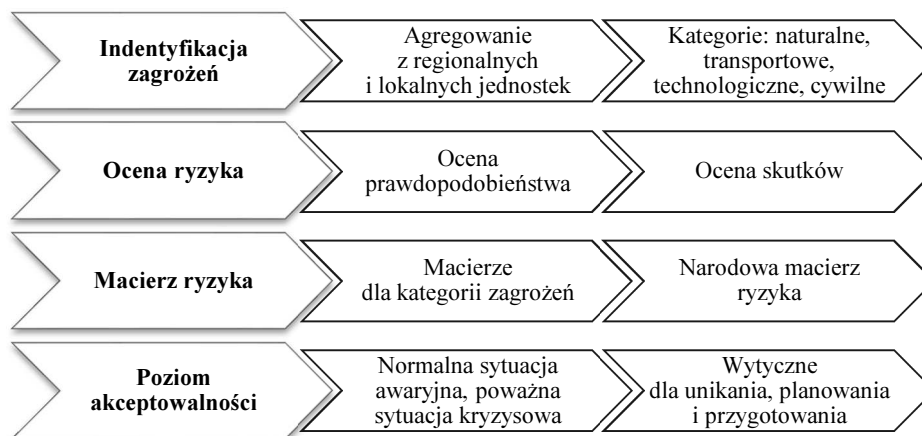 Indentyfikacja
zagrożeń
Agregowanie
z regionalnych
i lokalnych jednostek
Kategorie: naturalne,
transportowe,
technologiczne, cywilne
Ocena ryzyka
Ocena
prawdopodobieństwa
Ocena skutków
Macierz ryzyka
Macierze
dla kategorii zagrożeń
Narodowa macierz
ryzyka
Poziom
akceptowalności
Normalna sytuacja
awaryjna, poważna
sytuacja kryzysowa
Wytyczne
dla unikania, planowania
i przygotowania